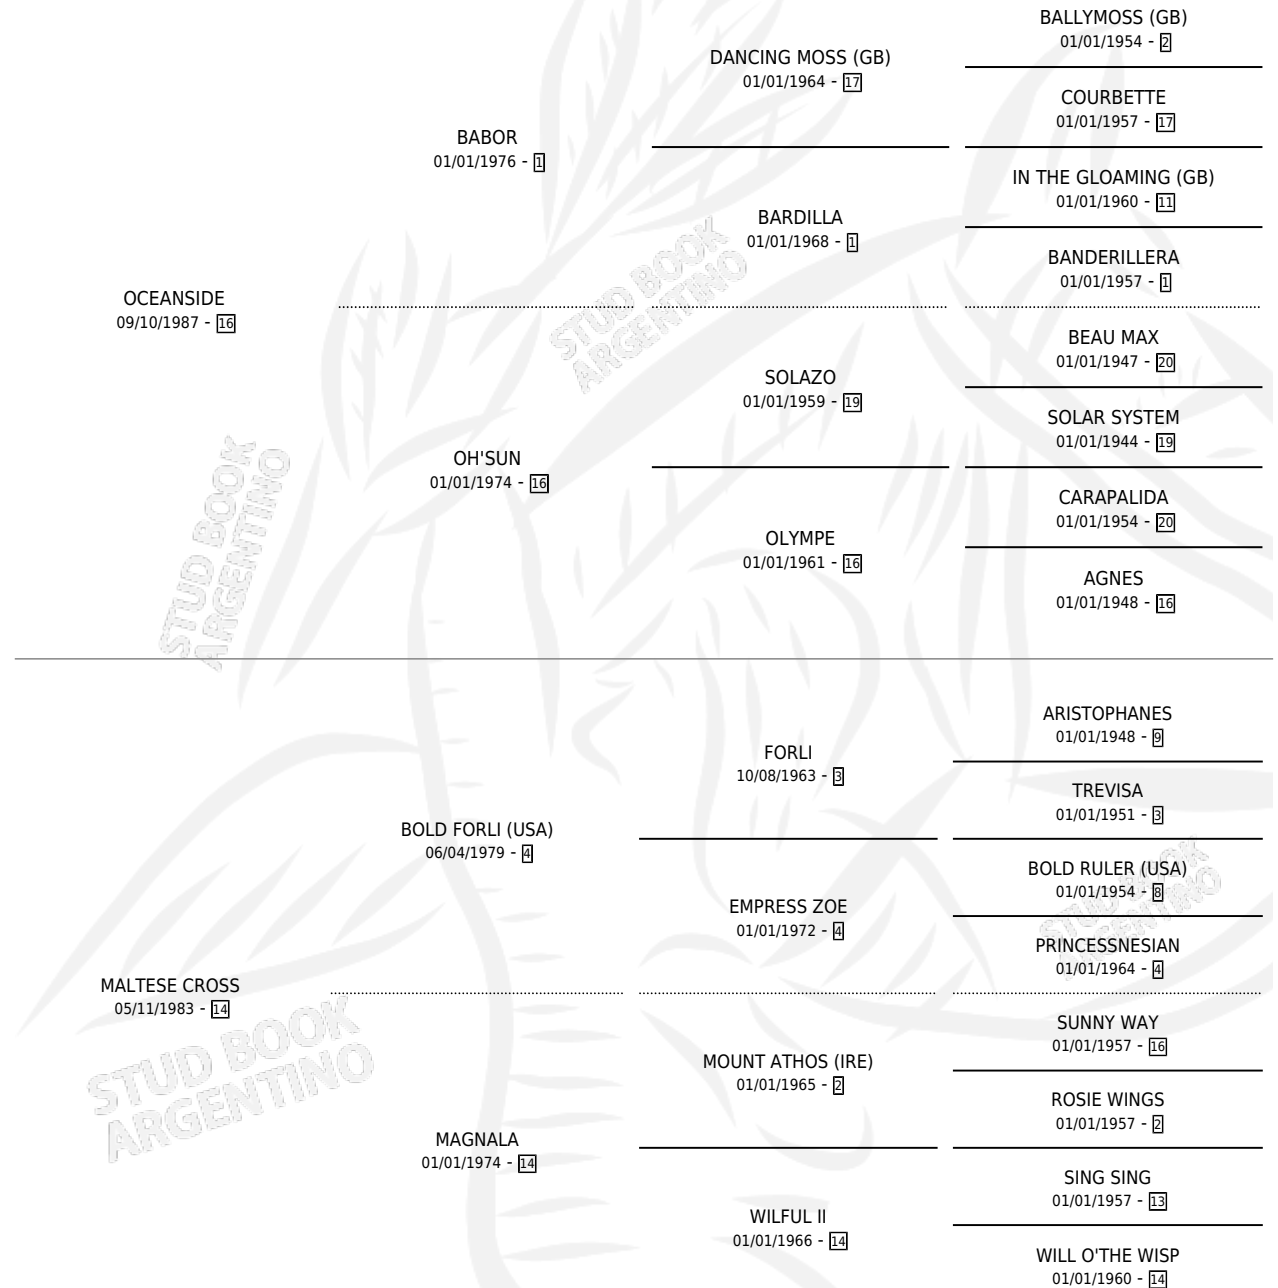 BALLYMOSS (GB)
01/01/1954 - 2
DANCING MOSS (GB)
01/01/1964 - 17
COURBETTE
01/01/1957 - 17
BABOR
01/01/1976 - 1
IN THE GLOAMING (GB)
01/01/1960 - 11
BARDILLA
01/01/1968 - 1
BANDERILLERA
01/01/1957 - 1
OCEANSIDE
09/10/1987 - 16
STUD BOOK
ARGENTINO
BEAU MAX
01/01/1947 - 20
SOLAZO
01/01/1959 - 19
SOLAR SYSTEM
01/01/1944 - 19
OH'SUN
01/01/1974 - 16
CARAPALIDA
01/01/1954 - 20
OLYMPE
01/01/1961 - 16
AGNES
01/01/1948 - 16
STUD BOOK
ARGENTINO
ARISTOPHANES
01/01/1948 - 9
FORLI
10/08/1963 - 3
TREVISA
01/01/1951 - 3
BOLD FORLI (USA)
06/04/1979 - 4
BOLD RULER (USA)
01/01/1954 - 8
EMPRESS ZOE
01/01/1972 - 4
PRINCESSNESIAN
01/01/1964 - 4
STUD BOOK
ARGENTINO
MALTESE CROSS
05/11/1983 - 14
SUNNY WAY
01/01/1957 - 16
MOUNT ATHOS (IRE)
01/01/1965 - 2
ROSIE WINGS
01/01/1957 - 2
STUD BOOK
ARGENTINO
MAGNALA
01/01/1974 - 14
SING SING
01/01/1957 - 13
WILFUL II
01/01/1966 - 14
WILL O'THE WISP
01/01/1960 - 14